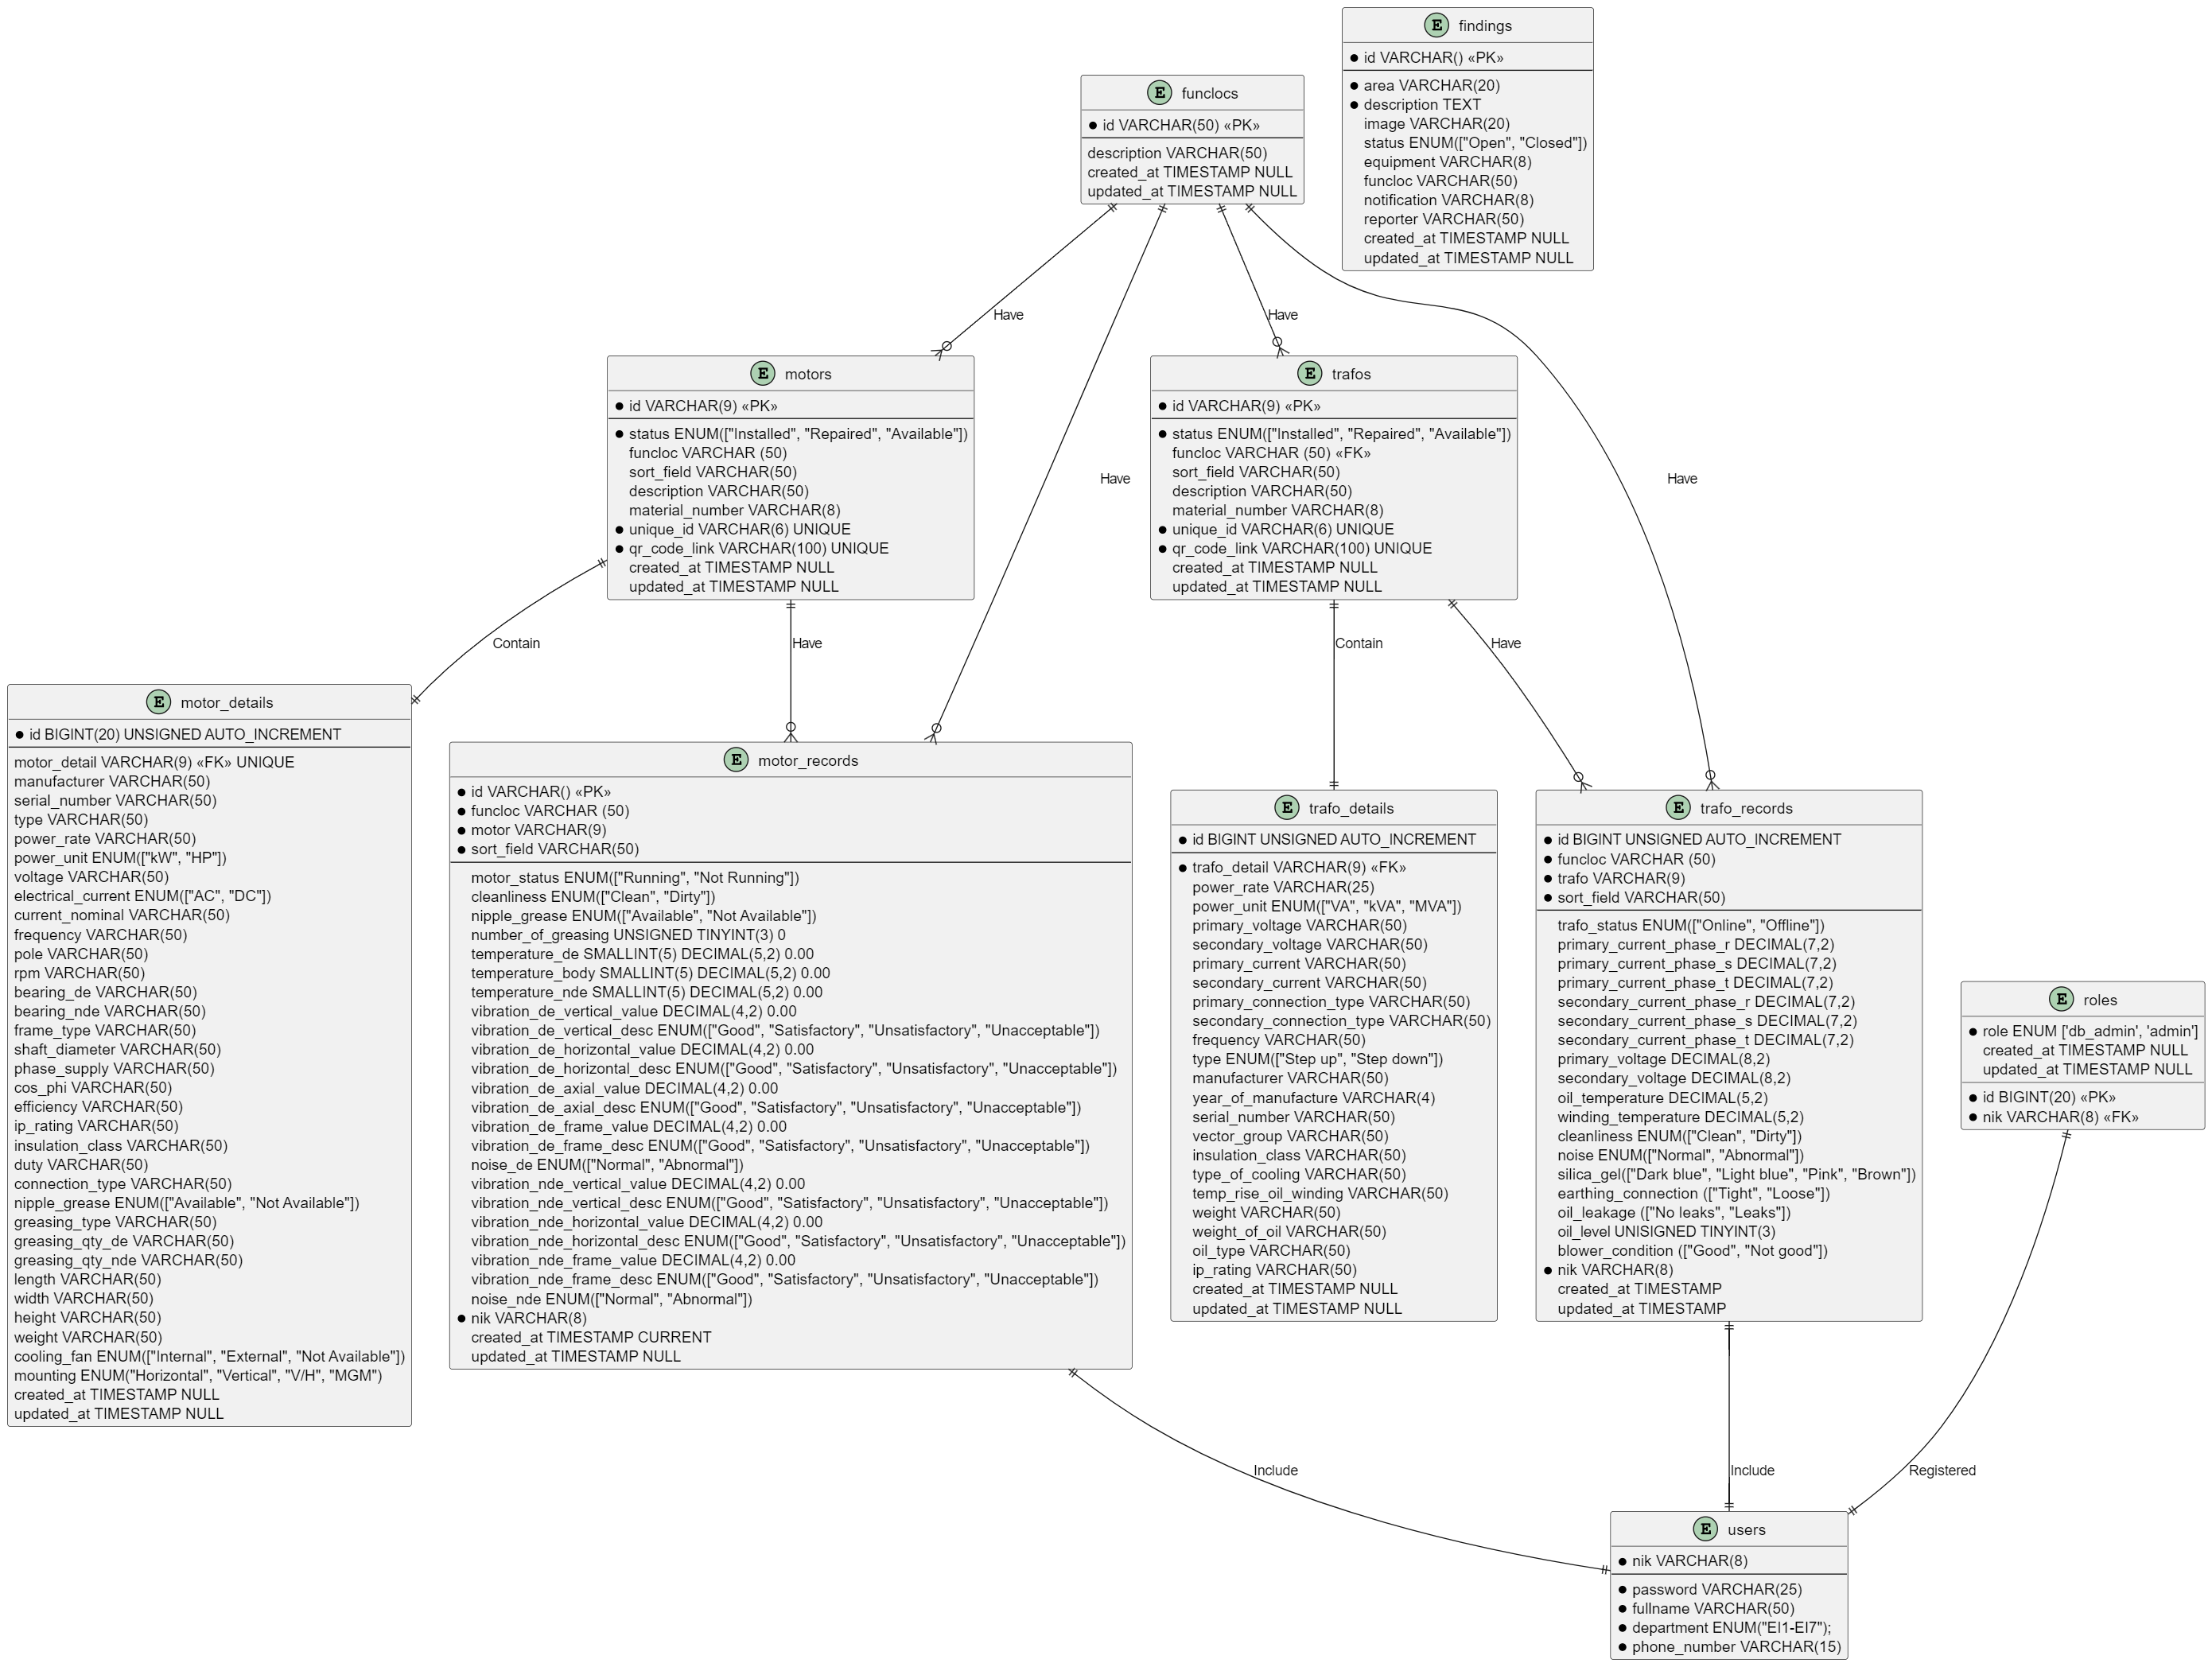 E findings
id VARCHAR() «PK»
area VARCHAR(20)
description TEXT
image VARCHAR(20)
status ENUM(["Open", "Closed"])
equipment VARCHAR(8)
funcloc VARCHAR(50)
notification VARCHAR(8)
reporter VARCHAR(50)
created_at TIMESTAMP NULL
updated_at TIMESTAMP NULL
E funclocs
id VARCHAR(50) «PK»
description VARCHAR(50)
created_at TIMESTAMP NULL
updated_at TIMESTAMP NULL
Have
Have
Have
Have
E motors
id VARCHAR(9) «PK»
status ENUM(["Installed", "Repaired", "Available"])
funcloc VARCHAR (50)
sort_field VARCHAR(50)
description VARCHAR(50)
material_number VARCHAR(8)
unique_id VARCHAR(6) UNIQUE
qr_code_link VARCHAR(100) UNIQUE
created_at TIMESTAMP NULL
updated_at TIMESTAMP NULL
E trafos
id VARCHAR(9) «PK»
status ENUM(["Installed", "Repaired", "Available"])
funcloc VARCHAR (50) «FK»
sort_field VARCHAR(50)
description VARCHAR(50)
material_number VARCHAR(8)
unique_id VARCHAR(6) UNIQUE
qr_code_link VARCHAR(100) UNIQUE
created_at TIMESTAMP NULL
updated_at TIMESTAMP NULL
Contain
Have
Contain
Have
E motor_details
id BIGINT(20) UNSIGNED AUTO_INCREMENT
motor_detail VARCHAR(9) «FK» UNIQUE
manufacturer VARCHAR(50)
serial_number VARCHAR(50)
type VARCHAR(50)
power_rate VARCHAR(50)
power_unit ENUM(["kW", "HP"])
voltage VARCHAR(50)
electrical_current ENUM(["AC", "DC"])
current_nominal VARCHAR(50)
frequency VARCHAR(50)
pole VARCHAR(50)
rpm VARCHAR(50)
bearing_de VARCHAR(50)
bearing_nde VARCHAR(50)
frame_type VARCHAR(50)
shaft_diameter VARCHAR(50)
phase_supply VARCHAR(50)
cos_phi VARCHAR(50)
efficiency VARCHAR(50)
ip_rating VARCHAR(50)
insulation_class VARCHAR(50)
duty VARCHAR(50)
connection_type VARCHAR(50)
nipple_grease ENUM(["Available", "Not Available"])
greasing_type VARCHAR(50)
greasing_qty_de VARCHAR(50)
greasing_qty_nde VARCHAR(50)
length VARCHAR(50)
width VARCHAR(50)
height VARCHAR(50)
weight VARCHAR(50)
cooling_fan ENUM(["Internal", "External", "Not Available"])
mounting ENUM("Horizontal", "Vertical", "V/H", "MGM")
created_at TIMESTAMP NULL
updated_at TIMESTAMP NULL
E motor_records
id VARCHAR() «PK»
funcloc VARCHAR (50)
motor VARCHAR(9)
sort_field VARCHAR(50)
motor_status ENUM(["Running", "Not Running"])
cleanliness ENUM(["Clean", "Dirty"])
nipple_grease ENUM(["Available", "Not Available"])
number_of_greasing UNSIGNED TINYINT(3) 0
temperature_de SMALLINT(5) DECIMAL(5,2) 0.00
temperature_body SMALLINT(5) DECIMAL(5,2) 0.00
temperature_nde SMALLINT(5) DECIMAL(5,2) 0.00
vibration_de_vertical_value DECIMAL(4,2) 0.00
vibration_de_vertical_desc ENUM(["Good", "Satisfactory", "Unsatisfactory", "Unacceptable"])
vibration_de_horizontal_value DECIMAL(4,2) 0.00
vibration_de_horizontal_desc ENUM(["Good", "Satisfactory", "Unsatisfactory", "Unacceptable"])
vibration_de_axial_value DECIMAL(4,2) 0.00
vibration_de_axial_desc ENUM(["Good", "Satisfactory", "Unsatisfactory", "Unacceptable"])
vibration_de_frame_value DECIMAL(4,2) 0.00
vibration_de_frame_desc ENUM(["Good", "Satisfactory", "Unsatisfactory", "Unacceptable"])
noise_de ENUM(["Normal", "Abnormal"])
vibration_nde_vertical_value DECIMAL(4,2) 0.00
vibration_nde_vertical_desc ENUM(["Good", "Satisfactory", "Unsatisfactory", "Unacceptable"])
vibration_nde_horizontal_value DECIMAL(4,2) 0.00
vibration_nde_horizontal_desc ENUM(["Good", "Satisfactory", "Unsatisfactory", "Unacceptable"])
vibration_nde_frame_value DECIMAL(4,2) 0.00
vibration_nde_frame_desc ENUM(["Good", "Satisfactory", "Unsatisfactory", "Unacceptable"])
noise_nde ENUM(["Normal", "Abnormal"])
nik VARCHAR(8)
created_at TIMESTAMP CURRENT
updated_at TIMESTAMP NULL
E trafo_details
id BIGINT UNSIGNED AUTO_INCREMENT
trafo_detail VARCHAR(9) «FK»
power_rate VARCHAR(25)
power_unit ENUM(["VA", "kVA", "MVA"])
primary_voltage VARCHAR(50)
secondary_voltage VARCHAR(50)
primary_current VARCHAR(50)
secondary_current VARCHAR(50)
primary_connection_type VARCHAR(50)
secondary_connection_type VARCHAR(50)
frequency VARCHAR(50)
type ENUM(["Step up", "Step down"])
manufacturer VARCHAR(50)
year_of_manufacture VARCHAR(4)
serial_number VARCHAR(50)
vector_group VARCHAR(50)
insulation_class VARCHAR(50)
type_of_cooling VARCHAR(50)
temp_rise_oil_winding VARCHAR(50)
weight VARCHAR(50)
weight_of_oil VARCHAR(50)
oil_type VARCHAR(50)
ip_rating VARCHAR(50)
created_at TIMESTAMP NULL
updated_at TIMESTAMP NULL
E trafo_records
id BIGINT UNSIGNED AUTO_INCREMENT
funcloc VARCHAR (50)
trafo VARCHAR(9)
sort_field VARCHAR(50)
trafo_status ENUM(["Online", "Offline"])
primary_current_phase_r DECIMAL(7,2)
primary_current_phase_s DECIMAL(7,2)
primary_current_phase_t DECIMAL(7,2)
secondary_current_phase_r DECIMAL(7,2)
secondary_current_phase_s DECIMAL(7,2)
secondary_current_phase_t DECIMAL(7,2)
primary_voltage DECIMAL(8,2)
secondary_voltage DECIMAL(8,2)
oil_temperature DECIMAL(5,2)
winding_temperature DECIMAL(5,2)
cleanliness ENUM(["Clean", "Dirty"])
noise ENUM(["Normal", "Abnormal"])
silica_gel(["Dark blue", "Light blue", "Pink", "Brown"])
earthing_connection (["Tight", "Loose"])
oil_leakage (["No leaks", "Leaks"])
oil_level UNISIGNED TINYINT(3)
blower_condition (["Good", "Not good"])
nik VARCHAR(8)
created_at TIMESTAMP
updated_at TIMESTAMP
E roles
role ENUM ['db_admin', 'admin']
created_at TIMESTAMP NULL
updated_at TIMESTAMP NULL
id BIGINT(20) «PK»
nik VARCHAR(8) «FK»
Include
Include
Registered
E users
nik VARCHAR(8)
password VARCHAR(25)
fullname VARCHAR(50)
department ENUM("EI1-EI7");
phone_number VARCHAR(15)